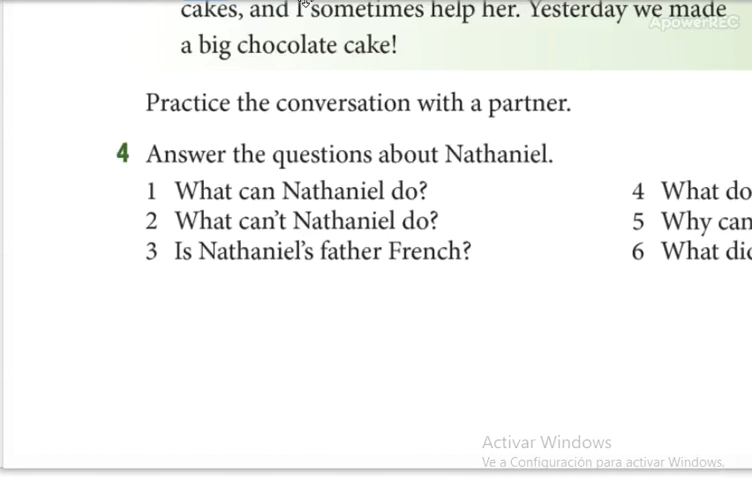 cakes, and I sometimes help her. Yesterday we made
ApowerREC
a big chocolate cake!
Practice the conversation with a partner.
4 Answer the questions about Nathaniel.
1 What can Nathaniel do?
2 What can't Nathaniel do?
3 Is Nathaniel's father French?
4 What do
5 Why can
6 What did
Activar Windows
Ve a Configuración para activar Windows.